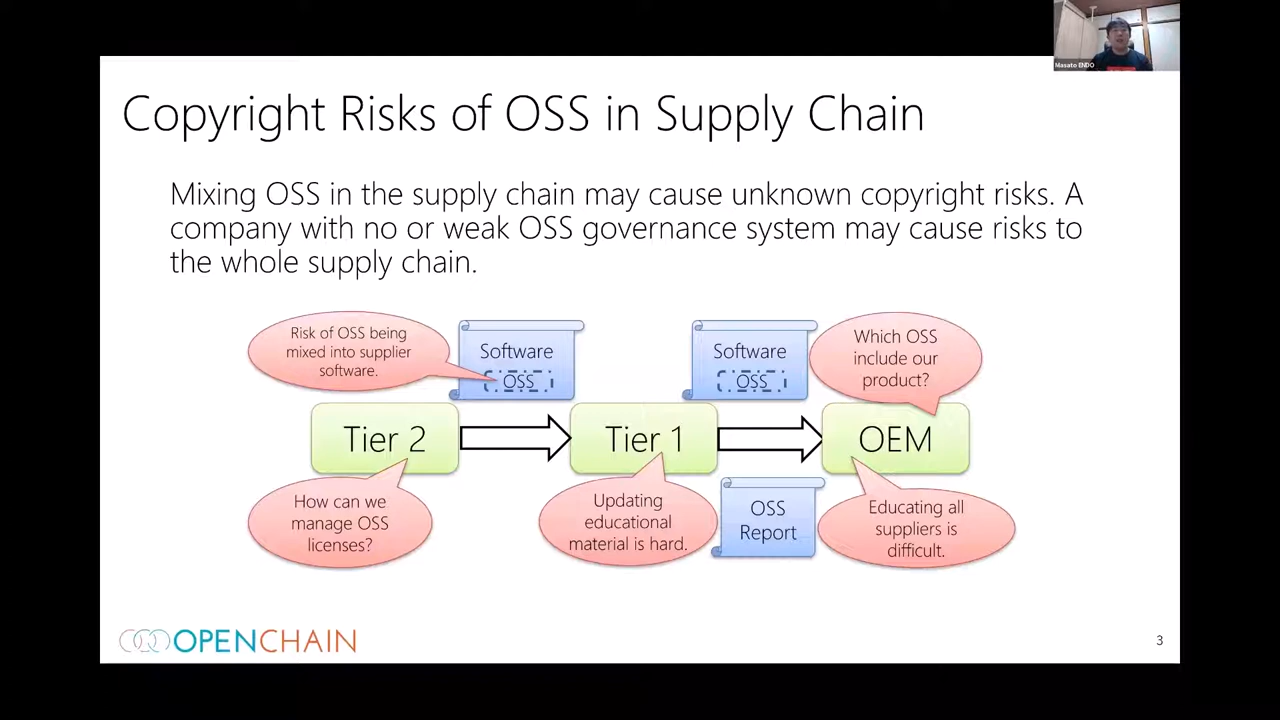 Masato ENDO
Copyright Risks of OSS in Supply Chain
Mixing OSS in the supply chain may cause unknown copyright risks. A
company with no or weak OSS governance system may cause risks to
the whole supply chain.
Risk of OSS being
mixed into supplier
software.
Software
OSS
Software
OSS
Which OSS
include our
product?
Tier 2
Tier 1
OEM
How can we
manage OSS
licenses?
Updating
educational
material is hard.
OSS
Report
Educating all
suppliers is
difficult.
OPENCHAIN
3